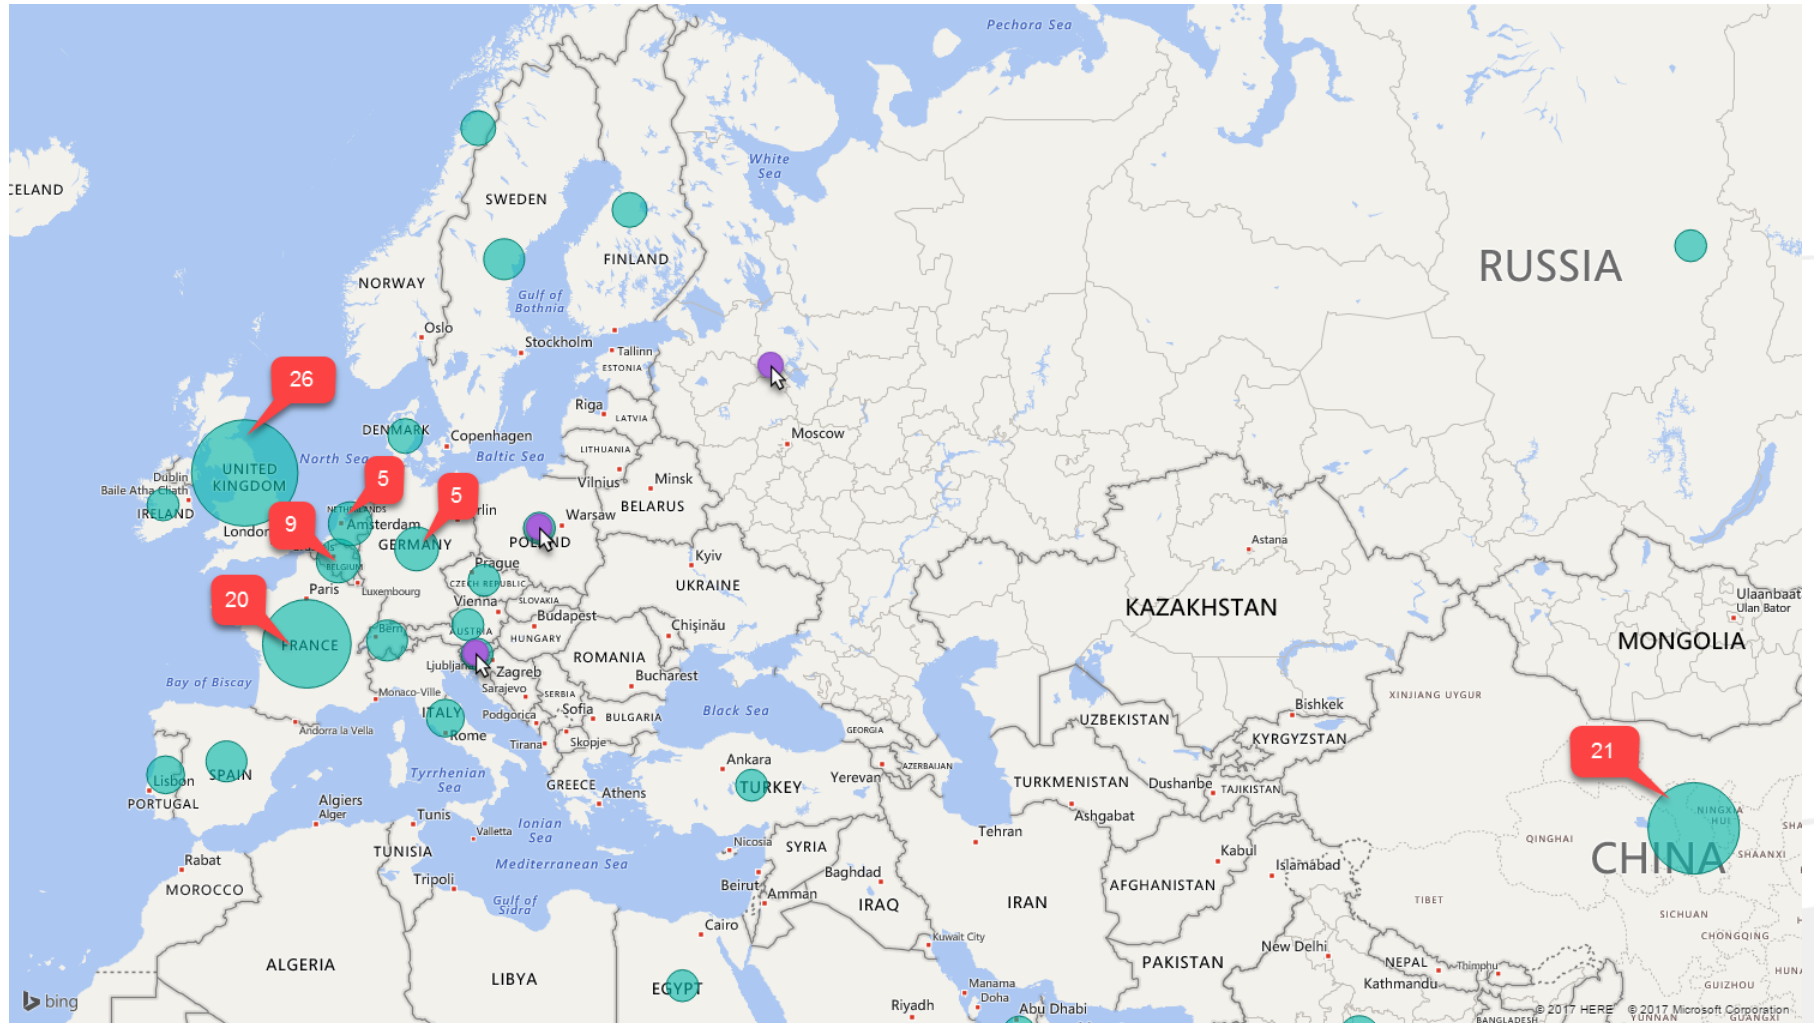 Pechora Sea
White
Sea
CELAND
SWEDEN
FINLAND
RUSSIA
NORWAY
Gulf of
Bothnia
Oslo
Stockholm
Tallinn
ESTONIA
26
Riga
LATVIA
DENMARK
Copenhagen
Moscow
North Sea
Baltic Sea
LITHUANIA
UNITED
KINGDOM
Dublin
Baile Atha Cliath
5
5
Vilnius
Minsk
BELARUS
IRELAND
NETHERLANDS
Amsterdam
rlin
Warsaw
London
9
GERMANY
POLAND
Astana
BELGIUM
Prague
Kyiv
CZECH REPUBLIC
UKRAINE
Paris
Luxembourg
20
Vienna
SLOVAKIA
Budapest
KAZAKHSTAN
Ulaanbaat
Ulan Bator
FRANCE
Bern
AUSTRIA
HUNGARY
Chișinău
MONGOLIA
Ljubljana
Zagreb
ROMANIA
Bay of Biscay
Monaco-Ville
Sarajevo
SERBIA
Bucharest
XINJIANG UYGUR
ITALY
Podgorica
Sofia
BULGARIA
Black Sea
Bishkek
UZBEKISTAN
Andorra la Vella
Rome
Tirana
Skopje
GEORGIA
KYRGYZSTAN
21
Lisbon
SPAIN
Tyrrhenian
Sea
GREECE
Athens
Ankara
TURKEY
Yerevan
AZERBAIJAN
TURKMENISTAN
Dushanbe
TAJIKISTAN
PORTUGAL
Algiers
Alger
Tunis
Ionian
Sea
Valletta
Ashgabat
NINGXIA
HUI
Tehran
SHA
Rabat
TUNISIA
Mediterranean Sea
Nicosia
SYRIA
QINGHAI
CHINA
SHAANXI
MOROCCO
Tripoli
Beirut
Baghdad
Kabul
Islamabad
Amman
AFGHANISTAN
Gulf of
Sidra
IRAQ
IRAN
TIBET
SICHUAN
Cairo
Kuwait City
New Delhi
CHONGQING
ALGERIA
LIBYA
EGYPT
PAKISTAN
NEPAL
Thimphu
Kathmandu
HUNA
Manama
Doha
GUIZHOU
bing
Riyadh
Abu Dhabi
© 2017 HERE © 2017 Microsoft Corporation
BANGLADESH
YUNNAN
GUANGXI